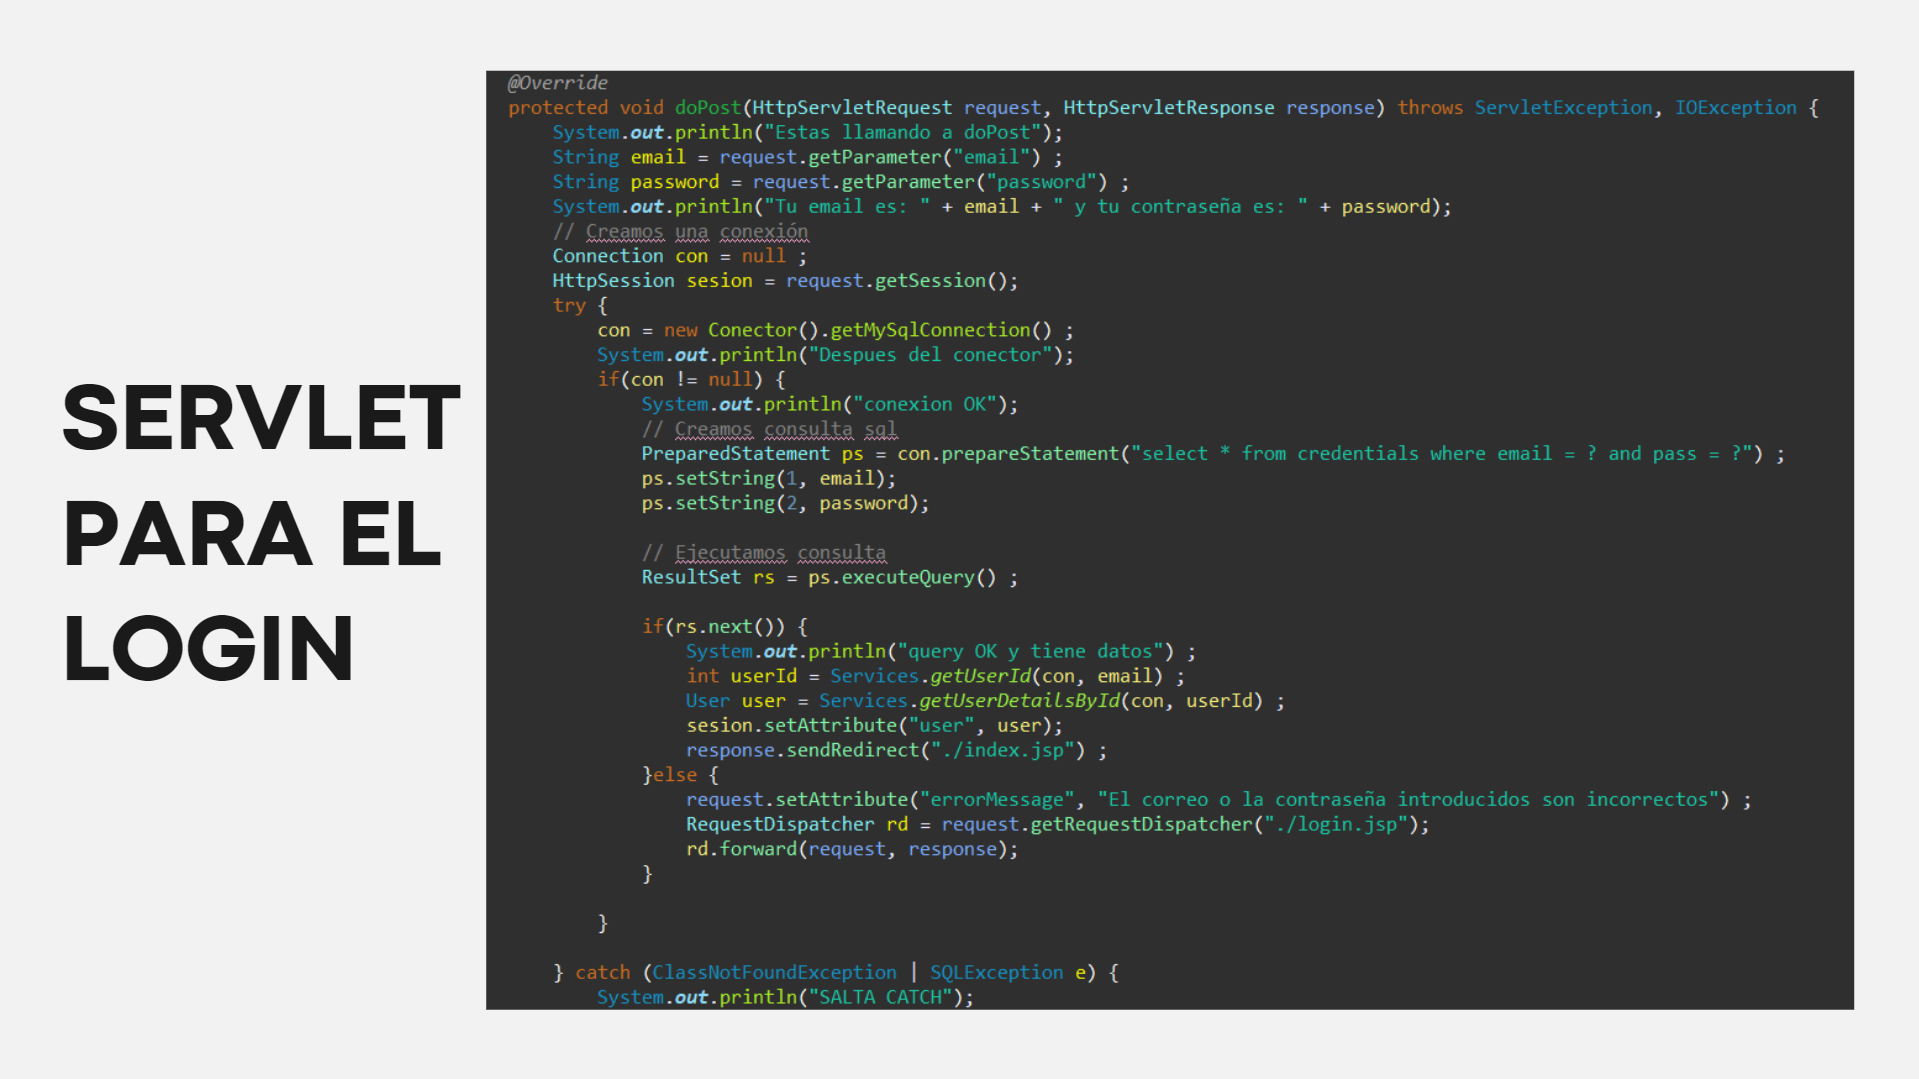 SERVLET
PARA EL
LOGIN
@Override
protected void doPost(HttpServletRequest request, HttpServletResponse response) throws ServletException, IOException {
System.out.println("Estas llamando a doPost");
String email = request.getParameter("email") ;
String password = request.getParameter("password") ;
System.out.println("Tu email es: " + email + " y tu contraseña es: " + password);
// Creamos una conexión
Connection con = null ;
HttpSession sesion = request.getSession();
try {
con = new Conector().getMySqlConnection() ;
System.out.println("Despues del conector");
if(con != null) {
System.out.println("conexion OK");
// Creamos consulta sql
PreparedStatement ps = con.prepareStatement("select * from credentials where email = ? and pass = ?") ;
ps.setString(1, email);
ps.setString(2, password);
// Ejecutamos consulta
ResultSet rs = ps.executeQuery() ;
if(rs.next()) {
System.out.println("query OK y tiene datos") ;
int userId = Services.getUserId(con, email) ;
User user = Services.getUserDetailsById(con, userId) ;
sesion.setAttribute("user", user);
response.sendRedirect("./index.jsp") ;
}else {
request.setAttribute("errorMessage", "El correo o la contraseña introducidos son incorrectos") ;
RequestDispatcher rd = request.getRequestDispatcher("./login.jsp");
rd.forward(request, response);
}
}
} catch (ClassNotFoundException | SQLException e) {
System.out.println("SALTA CATCH");